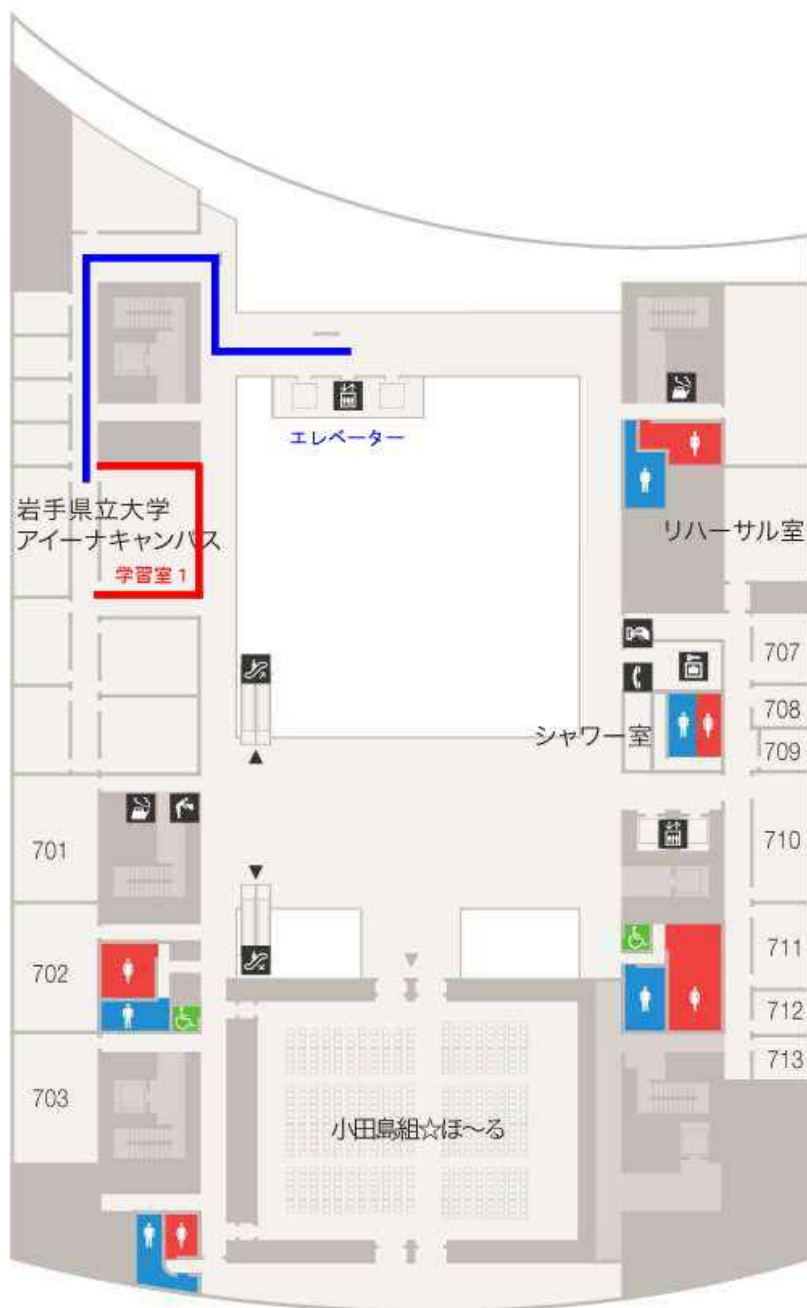 エレベーター
岩手県立大学
アイーナキャンパス
学習室1
リハーサル室
707
708
シャワー室
709
701
710
702
711
712
703
713
小田島組☆ほ～る